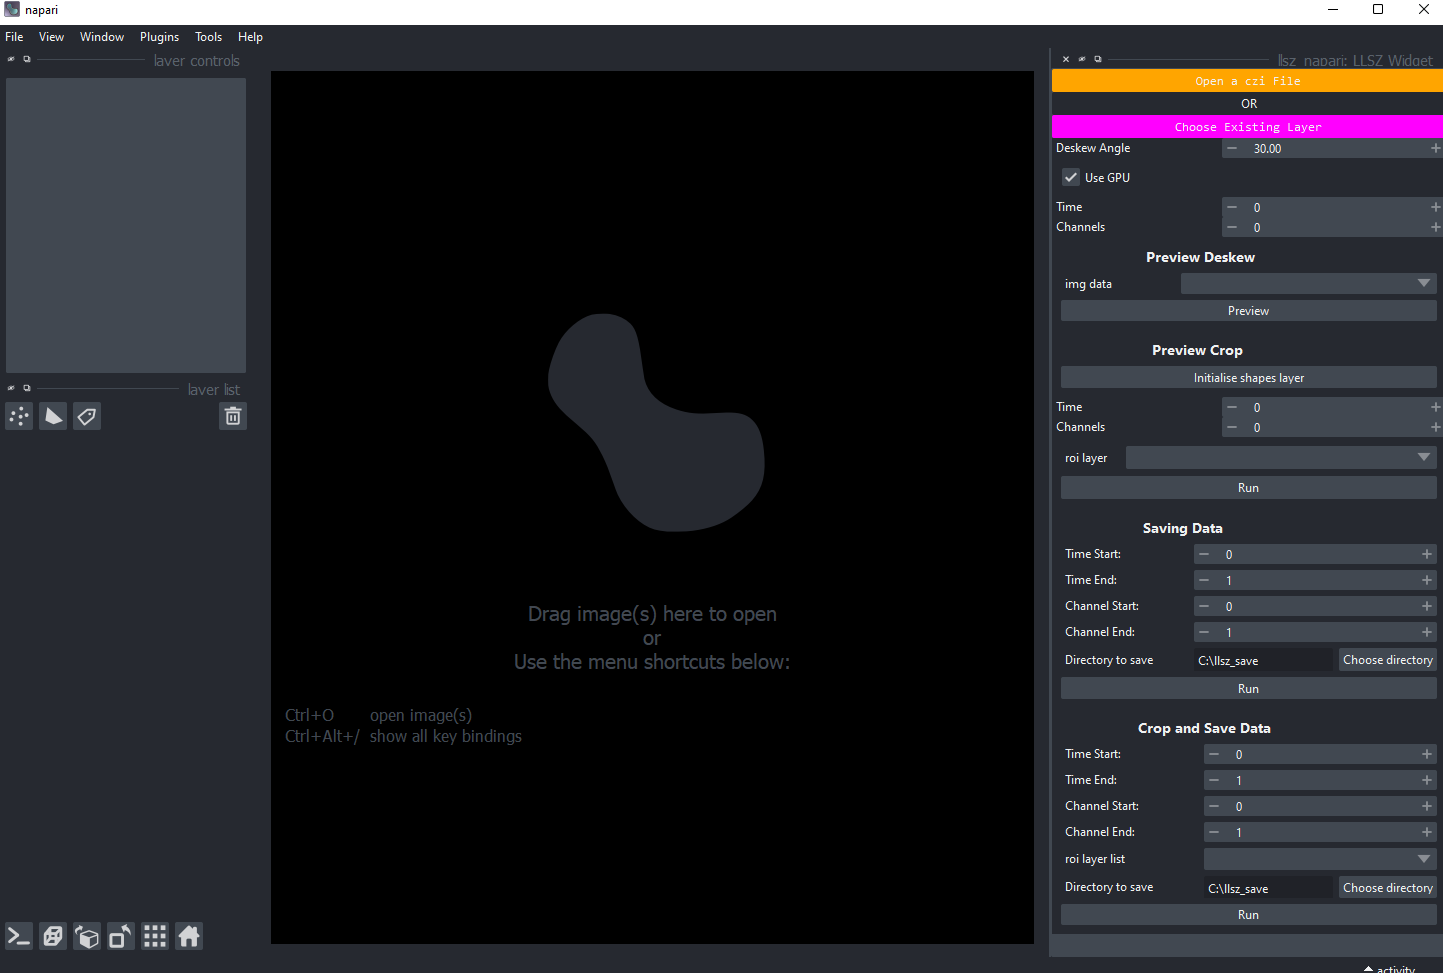 napari
File View Window Plugins Tools Help
layer controls
layer list
Drag image(s) here to open
or
Use the menu shortcuts below:
Ctrl+O open image(s)
Ctrl+Alt+/ show all key bindings
llsz_napari: LLSZ Widget
Open a czi File
OR
Choose Existing Layer
Deskew Angle 30.00
Use GPU
Time 0
Channels 0
Preview Deskew
img data
Preview
Preview Crop
Initialise shapes layer
Time 0
Channels 0
roi layer
Run
Saving Data
Time Start: 0
Time End: 1
Channel Start: 0
Channel End: 1
Directory to save C:\llsz_save Choose directory
Run
Crop and Save Data
Time Start: 0
Time End: 1
Channel Start: 0
Channel End: 1
roi layer list
Directory to save C:\llsz_save Choose directory
Run
activity